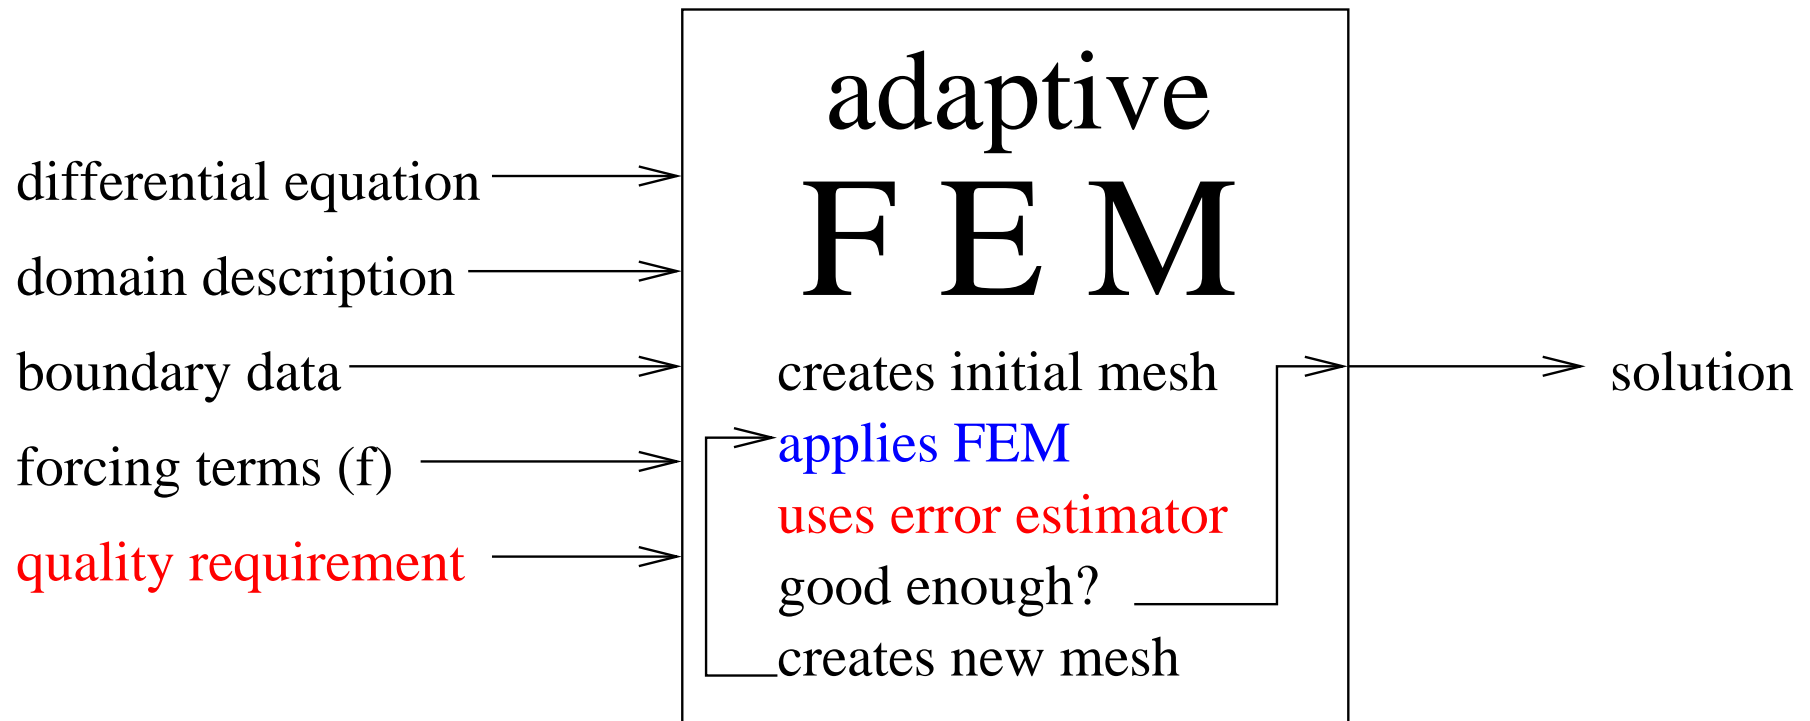 adaptive
F E M
differential equation
domain description
boundary data
forcing terms (f)
quality requirement
creates initial mesh
applies FEM
uses error estimator
good enough?
creates new mesh
solution